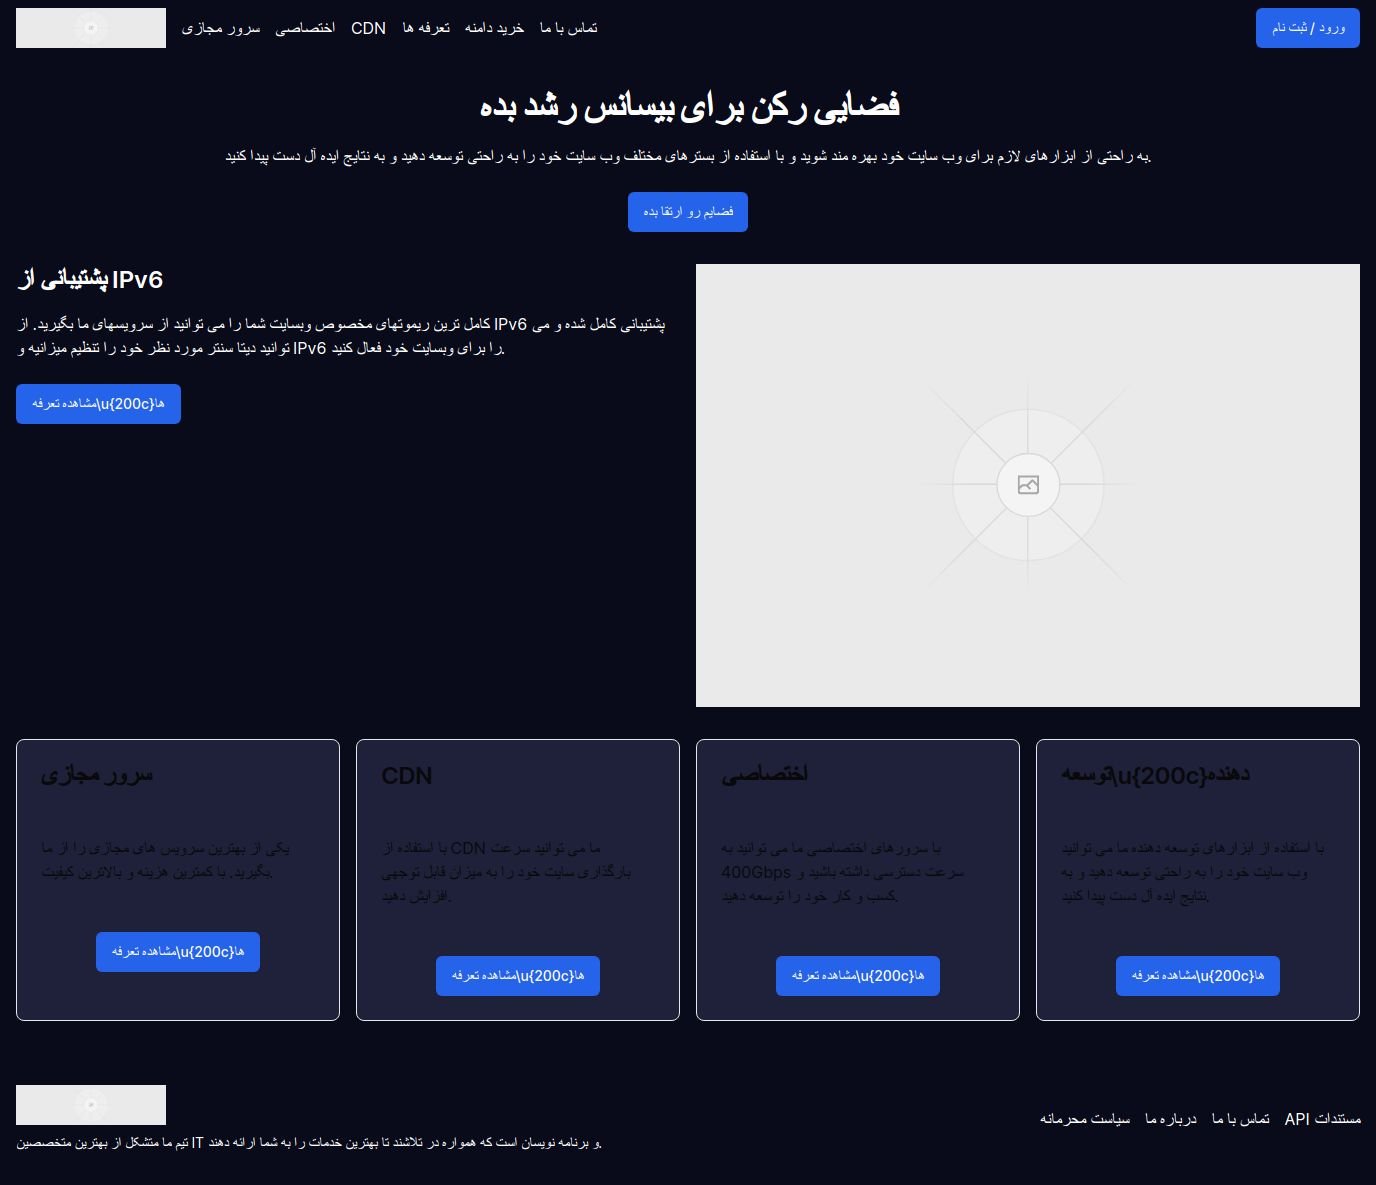 سرور مجازی
اختصاصی
CDN
تعرفه ها
خرید دامنه
تماس با ما
ورود / ثبت نام
فضایی رکن برای بیسانس رشد بده
به راحتی از ابزارهای لازم برای وب سایت خود بهره مند شوید و با استفاده از بسترهای مختلف وب سایت خود را به راحتی توسعه دهید و به نتایج ایده آل دست پیدا کنید.
فضایم رو ارتقا بده
پشتیبانی از IPv6
کامل ترین ریموتهای مخصوص وبسایت شما را می توانید از سرویسهای ما بگیرید. از IPv6 پشتیبانی کامل شده و می
توانید دیتا سنتر مورد نظر خود را تنظیم میزانیه و IPv6 را برای وبسایت خود فعال کنید.
مشاهده تعرفه\u{200c}ها
سرور مجازی
یکی از بهترین سرویس های مجازی را از ما
بگیرید. با کمترین هزینه و بالاترین کیفیت.
مشاهده تعرفه\u{200c}ها
CDN
با استفاده از CDN ما می توانید سرعت
بارگذاری سایت خود را به میزان قابل توجهی
افزایش دهید.
مشاهده تعرفه\u{200c}ها
اختصاصی
با سرورهای اختصاصی ما می توانید به
سرعت دسترسی داشته باشید و 400Gbps
کسب و کار خود را توسعه دهید.
مشاهده تعرفه\u{200c}ها
توسعه\u{200c}دهنده
با استفاده از ابزارهای توسعه دهنده ما می توانید
وب سایت خود را به راحتی توسعه دهید و به
نتایج ایده آل دست پیدا کنید.
مشاهده تعرفه\u{200c}ها
تیم ما متشکل از بهترین متخصصین IT و برنامه نویسان است که همواره در تلاشند تا بهترین خدمات را به شما ارائه دهند.
سیاست محرمانه
درباره ما
تماس با ما
مستندات API